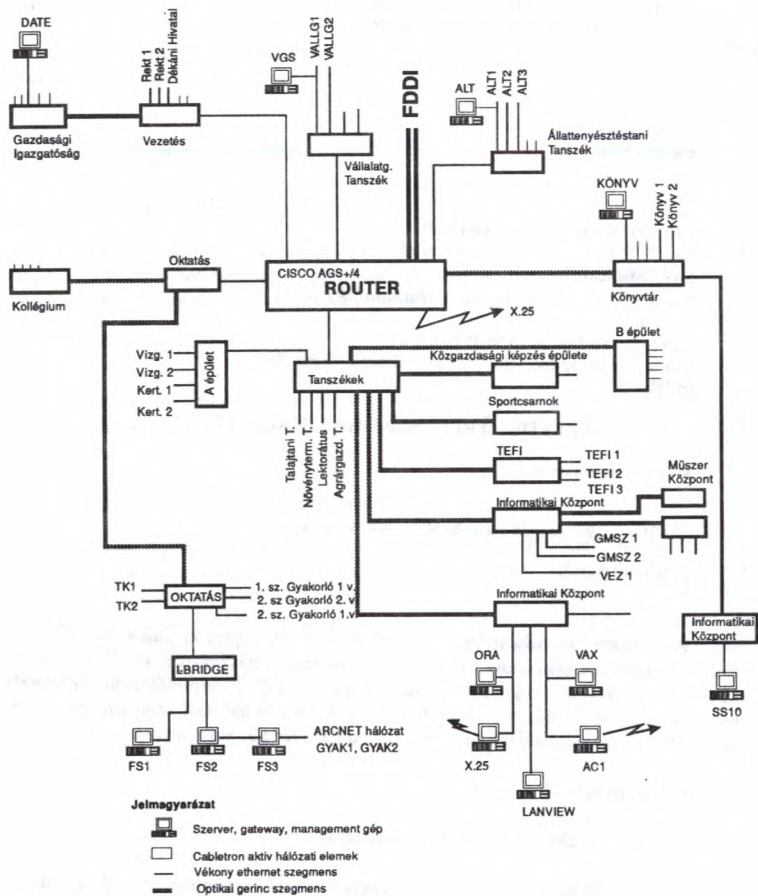 DATE
Rekt 1
Rekt 2
Dékáni Hivatal
Gazdasági
Igazgatóság
Vezetés
VGS
VALLG1
VALLG2
Vállalatg.
Tanszék
FDDI
ALT
ALT1
ALT2
ALT3
Állattenyésztéstani
Tanszék
KÖNYV
Könyv 1
Könyv 2
Könyvtár
Kollégium
Oktatás
CISCO AGS+/4
ROUTER
X.25
Vizg. 1
Vizg. 2
Kert. 1
Kert. 2
A épület
Tanszékek
Talajtani T.
Növényterm. T.
Lektorátus
Agrárgazd. T.
B épület
Közgazdasági képzés épülete
Sportcsarnok
TEFI
TEFI 1
TEFI 2
TEFI 3
Informatikai Központ
Műszer
Központ
GMSZ 1
GMSZ 2
VEZ 1
Informatikai Központ
TK1
TK2
OKTATÁS
1. sz. Gyakorló 1 v.
2. sz Gyakorló 2. v
2. sz. Gyakorló 1.v
LBRIDGE
FS1
FS2
FS3
ARCNET hálózat
GYAK1, GYAK2
ORA
VAX
X.25
AC1
LANVIEW
Informatikai
Központ
SS10
Jelmagyarázat
Szerver, gateway, management gép
Cabletron aktiv hálózati elemek
Vékony ethernet szegmens
Optikai gerinc szegmens